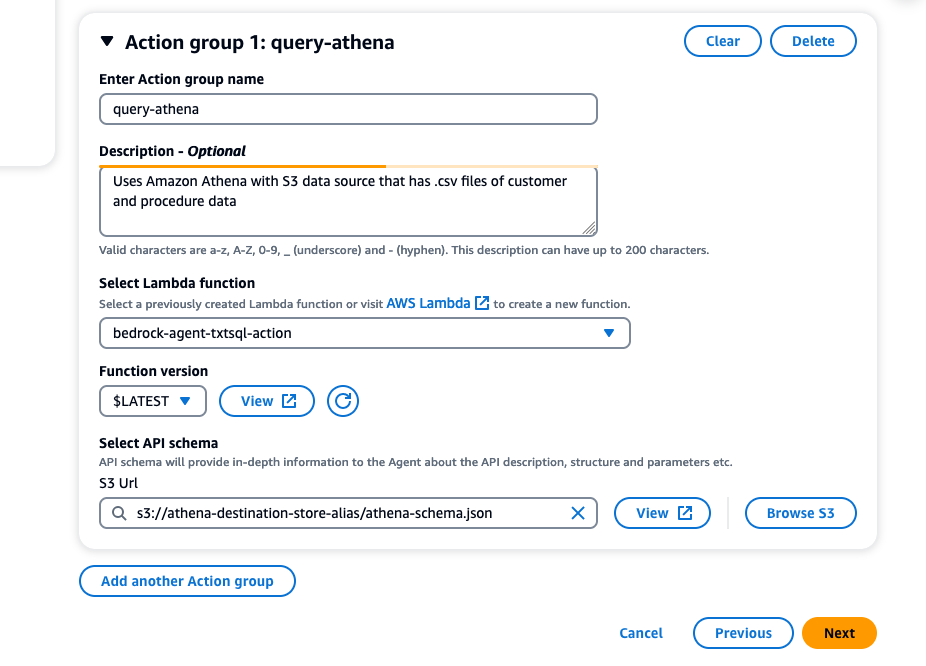 Action group 1: query-athena
Clear
Delete
Enter Action group name
query-athena
Description - Optional
Uses Amazon Athena with S3 data source that has .csv files of customer
and procedure data
Valid characters are a-z, A-Z, 0-9, _ (underscore) and - (hyphen). This description can have up to 200 characters.
Select Lambda function
Select a previously created Lambda function or visit AWS Lambda to create a new function.
bedrock-agent-txtsql-action
Function version
$LATEST
View
Select API schema
API schema will provide in-depth information to the Agent about the API description, structure and parameters etc.
S3 Url
s3://athena-destination-store-alias/athena-schema.json
View
Browse S3
Add another Action group
Cancel
Previous
Next